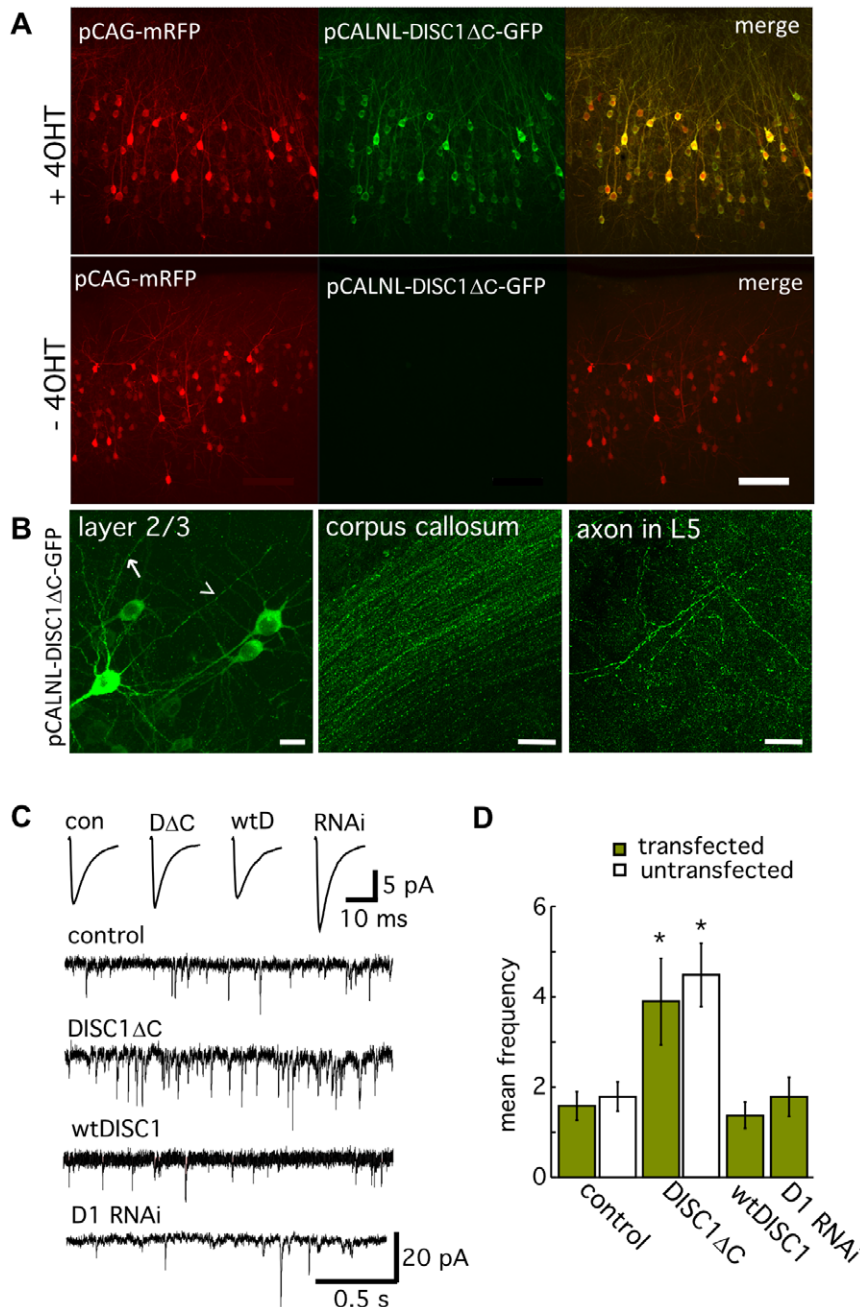 A
pCAG-mRFP
pCALNL-DISC1ΔC-GFP
merge
+ 4OHT
pCAG-mRFP
pCALNL-DISC1ΔC-GFP
merge
- 4OHT
B
pCALNL-DISC1ΔC-GFP
layer 2/3
corpus callosum
axon in L5
C
con
DΔC
wtD
RNAi
5 pA
10 ms
control
DISC1ΔC
wtDISC1
D1 RNAi
20 pA
0.5 s
D
transfected
untransfected
mean frequency
6
4
2
0
*
*
control
DISC1ΔC
wtDISC1
D1 RNAi